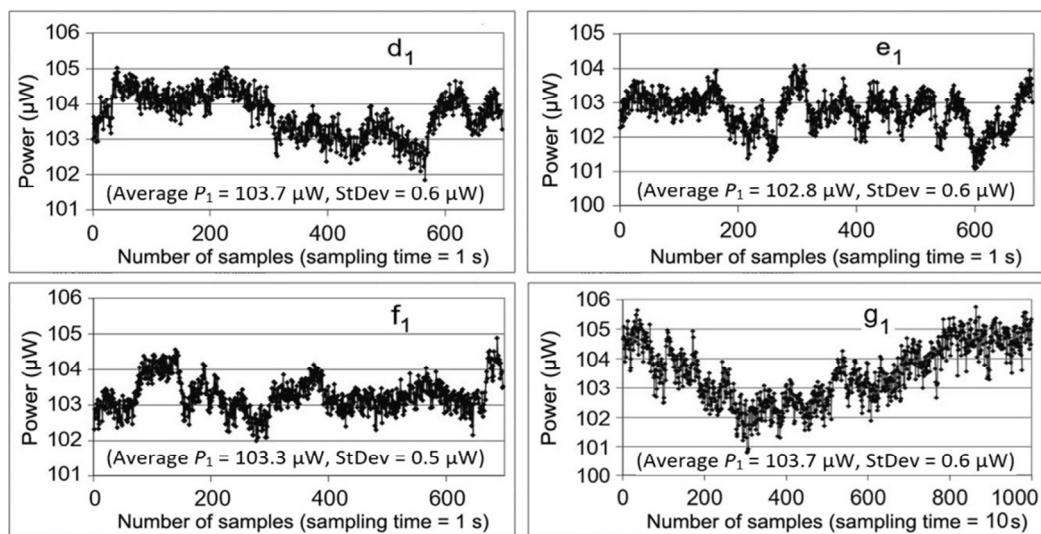 106
105
104
103
102
101
Power (µW)
d1
(Average P1 = 103.7 µW, StDev = 0.6 µW)
0 200 400 600
Number of samples (sampling time = 1 s)
105
104
103
102
101
100
Power (µW)
e1
(Average P1 = 102.8 µW, StDev = 0.6 µW)
0 200 400 600
Number of samples (sampling time = 1 s)
106
105
104
103
102
101
Power (µW)
f1
(Average P1 = 103.3 µW, StDev = 0.5 µW)
0 200 400 600
Number of samples (sampling time = 1 s)
106
105
104
103
102
101
100
Power (µW)
g1
(Average P1 = 103.7 µW, StDev = 0.6 µW)
0 200 400 600 800 1000
Number of samples (sampling time = 10 s)